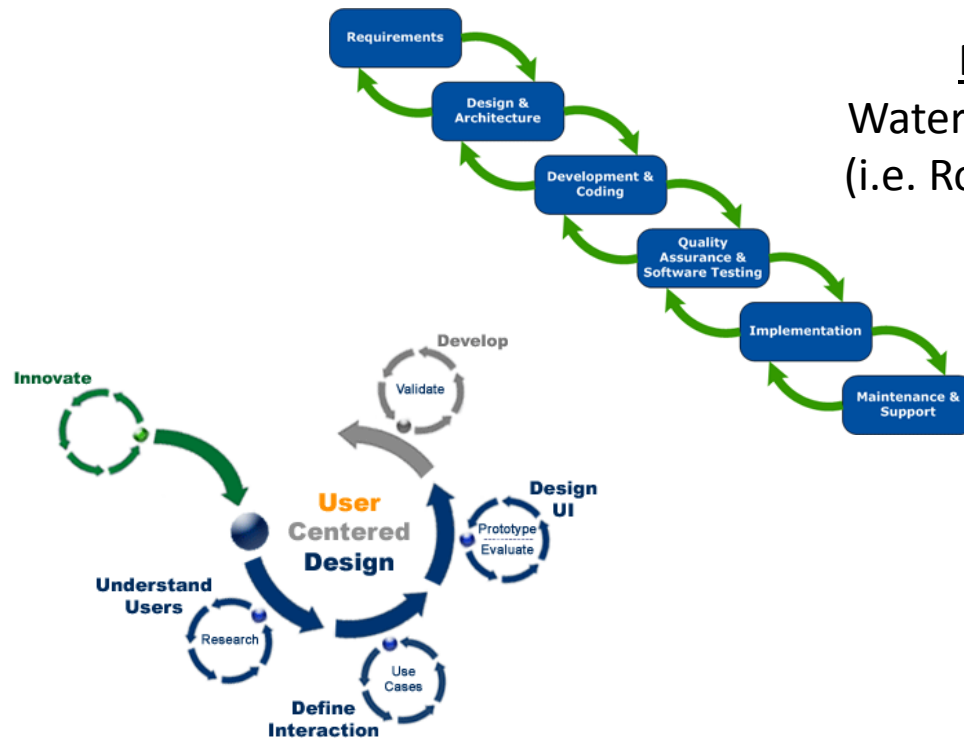 Requirements
Design &
Architecture
Development &
Coding
Quality
Assurance &
Software Testing
Implementation
Maintenance &
Support
Water
(i.e. Ro
Innovate
Develop
Validate
User
Centered
Design
Design
UI
Prototype
Evaluate
Understand
Users
Research
Use
Cases
Define
Interaction